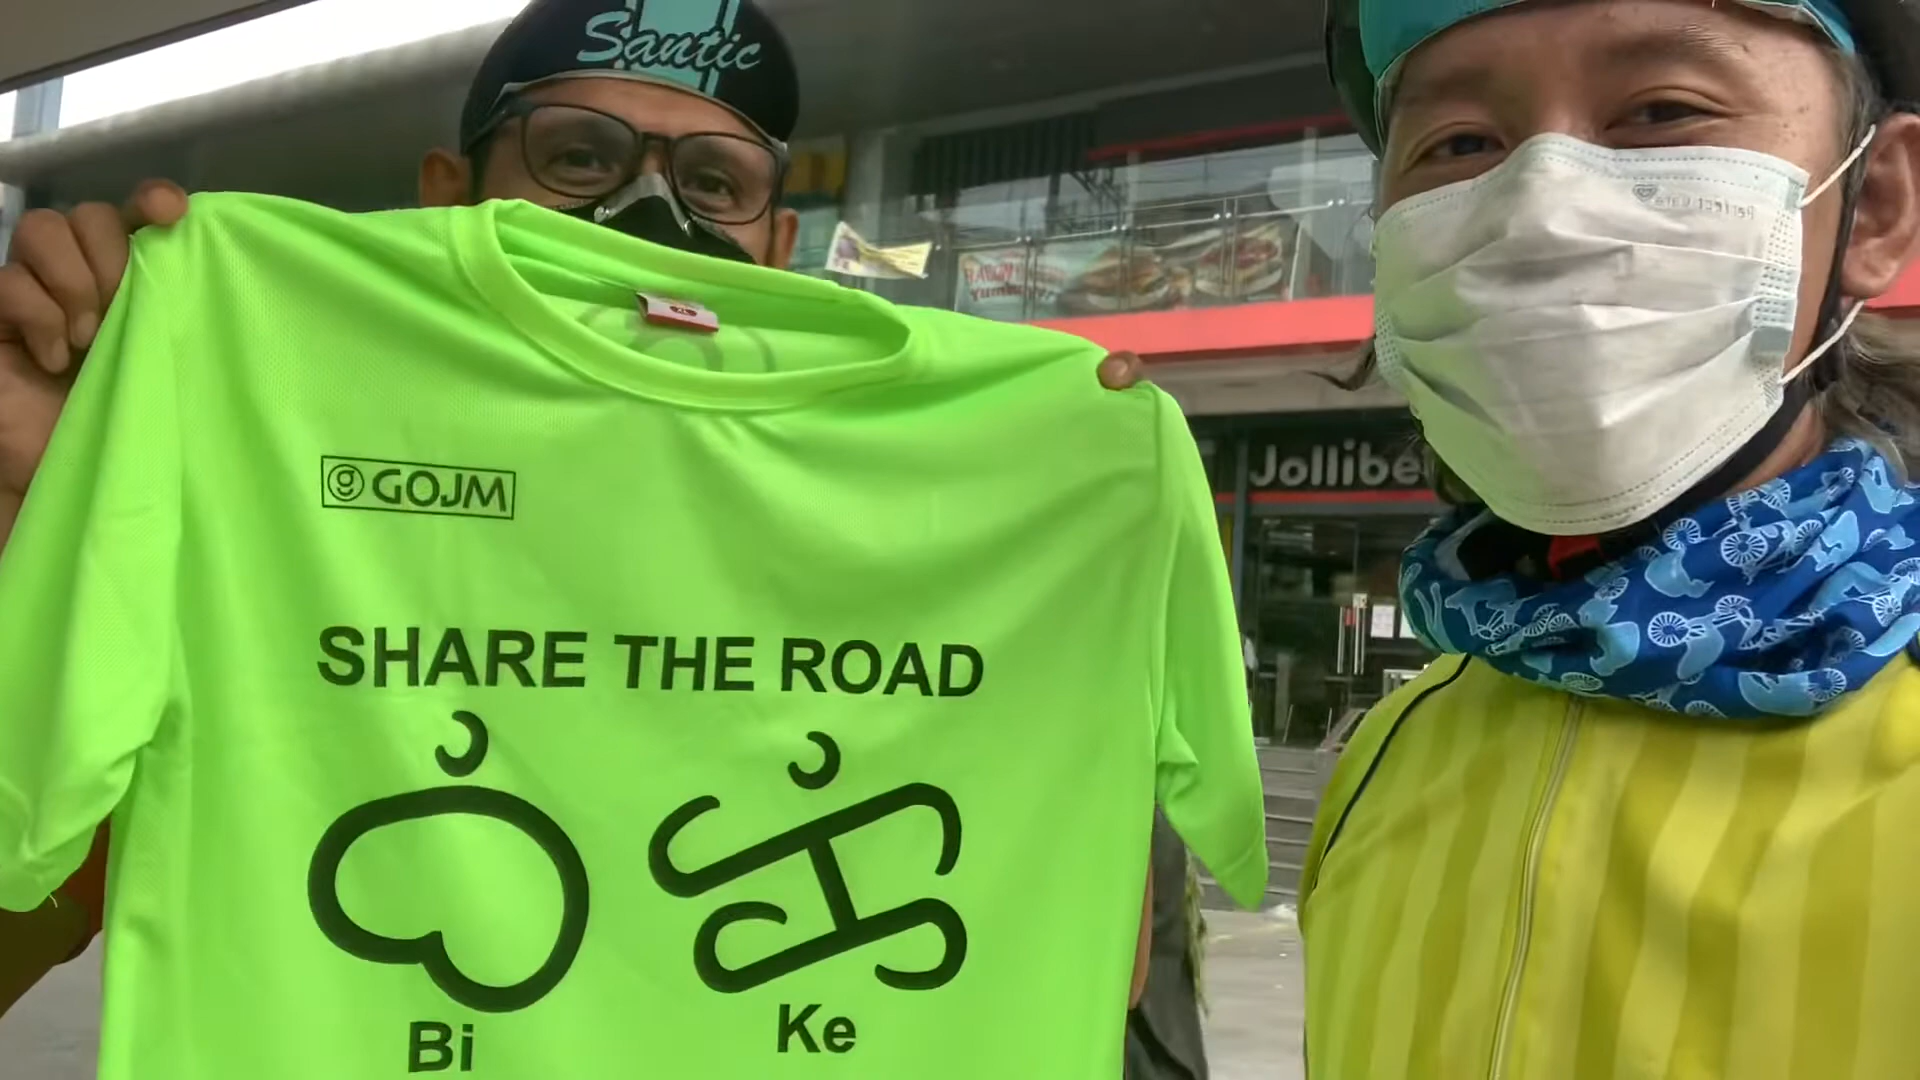 Santic
GOJM
SHARE THE ROAD
ᜊᜒ ᜃᜒ
Bi Ke
Jollibe